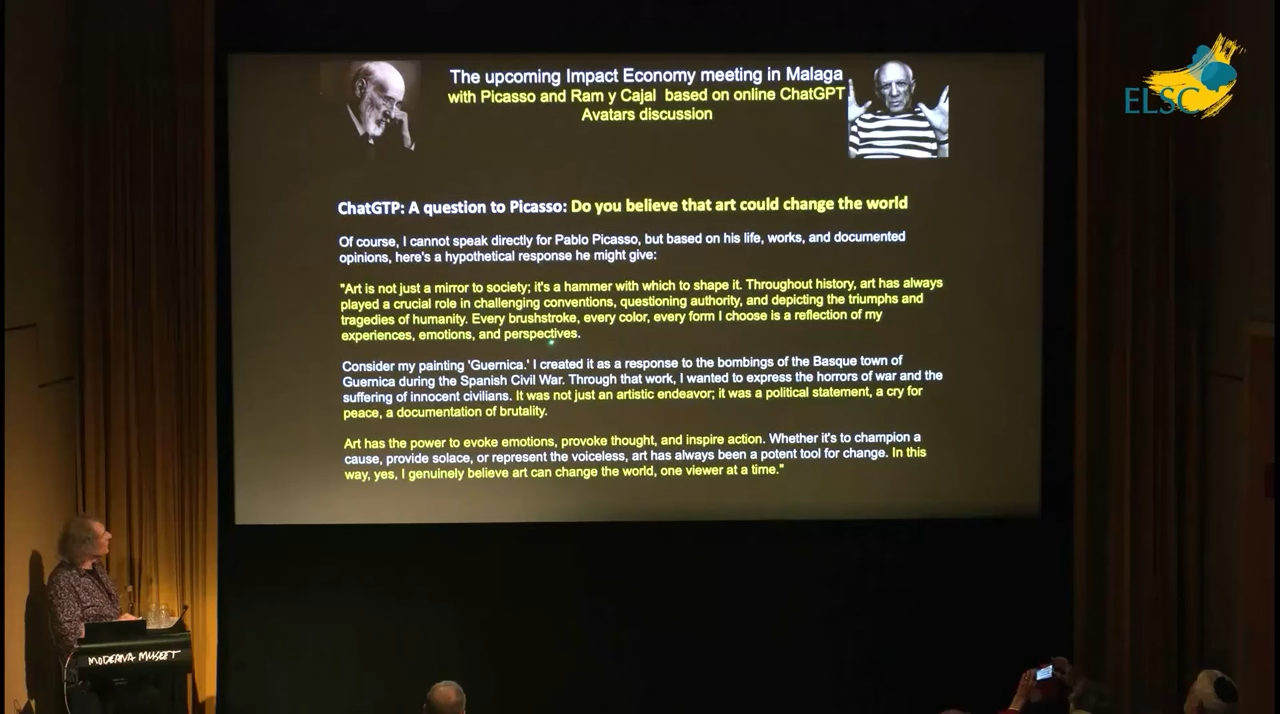 The upcoming Impact Economy meeting in Malaga
with Picasso and Ram y Cajal based on online ChatGPT
Avatars discussion
ELSC
ChatGTP: A question to Picasso: Do you believe that art could change the world
Of course, I cannot speak directly for Pablo Picasso, but based on his life, works, and documented
opinions, here's a hypothetical response he might give:
"Art is not just a mirror to society; it's a hammer with which to shape it. Throughout history, art has always
played a crucial role in challenging conventions, questioning authority, and depicting the triumphs and
tragedies of humanity. Every brushstroke, every color, every form I choose is a reflection of my
experiences, emotions, and perspectives.
Consider my painting 'Guernica.' I created it as a response to the bombings of the Basque town of
Guernica during the Spanish Civil War. Through that work, I wanted to express the horrors of war and the
suffering of innocent civilians. It was not just an artistic endeavor; it was a political statement, a cry for
peace, a documentation of brutality.
Art has the power to evoke emotions, provoke thought, and inspire action. Whether it's to champion a
cause, provide solace, or represent the voiceless, art has always been a potent tool for change. In this
way, yes, I genuinely believe art can change the world, one viewer at a time."
MODERNA MUSEET